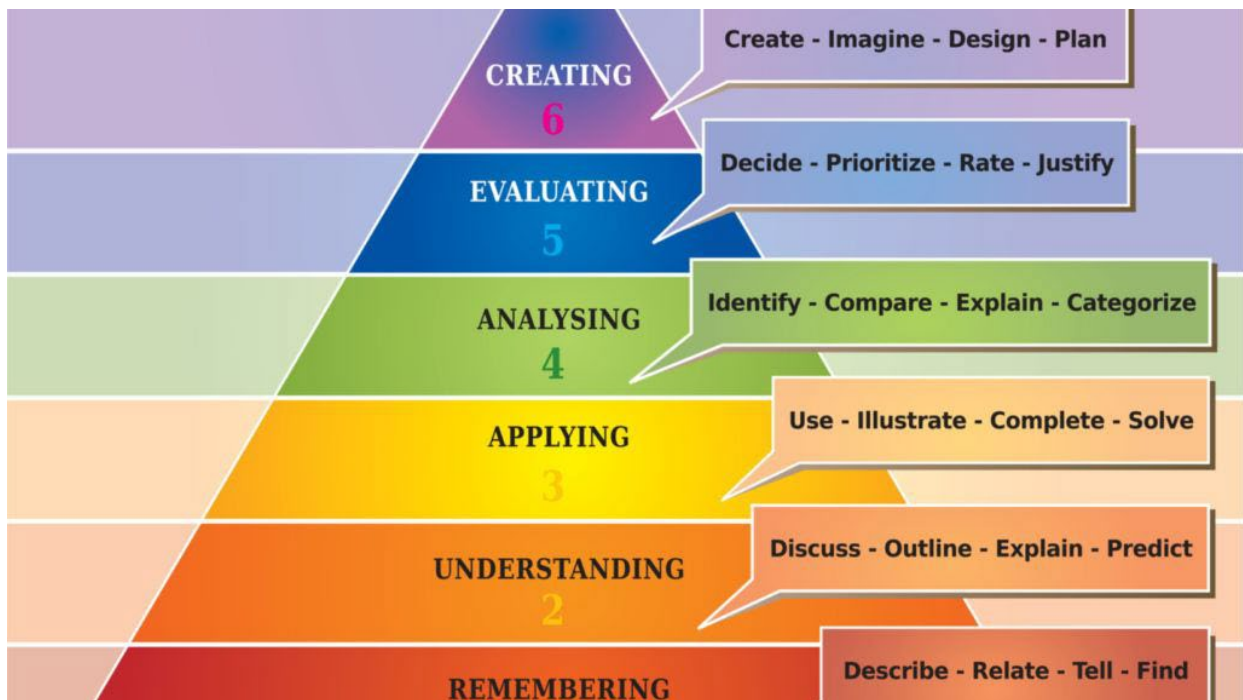 Create - Imagine - Design - Plan
CREATING
6
Decide - Prioritize - Rate - Justify
EVALUATING
5
Identify - Compare - Explain - Categorize
ANALYSING
4
Use - Illustrate - Complete - Solve
APPLYING
3
Discuss - Outline - Explain - Predict
UNDERSTANDING
2
Describe - Relate - Tell - Find
REMEMBERING